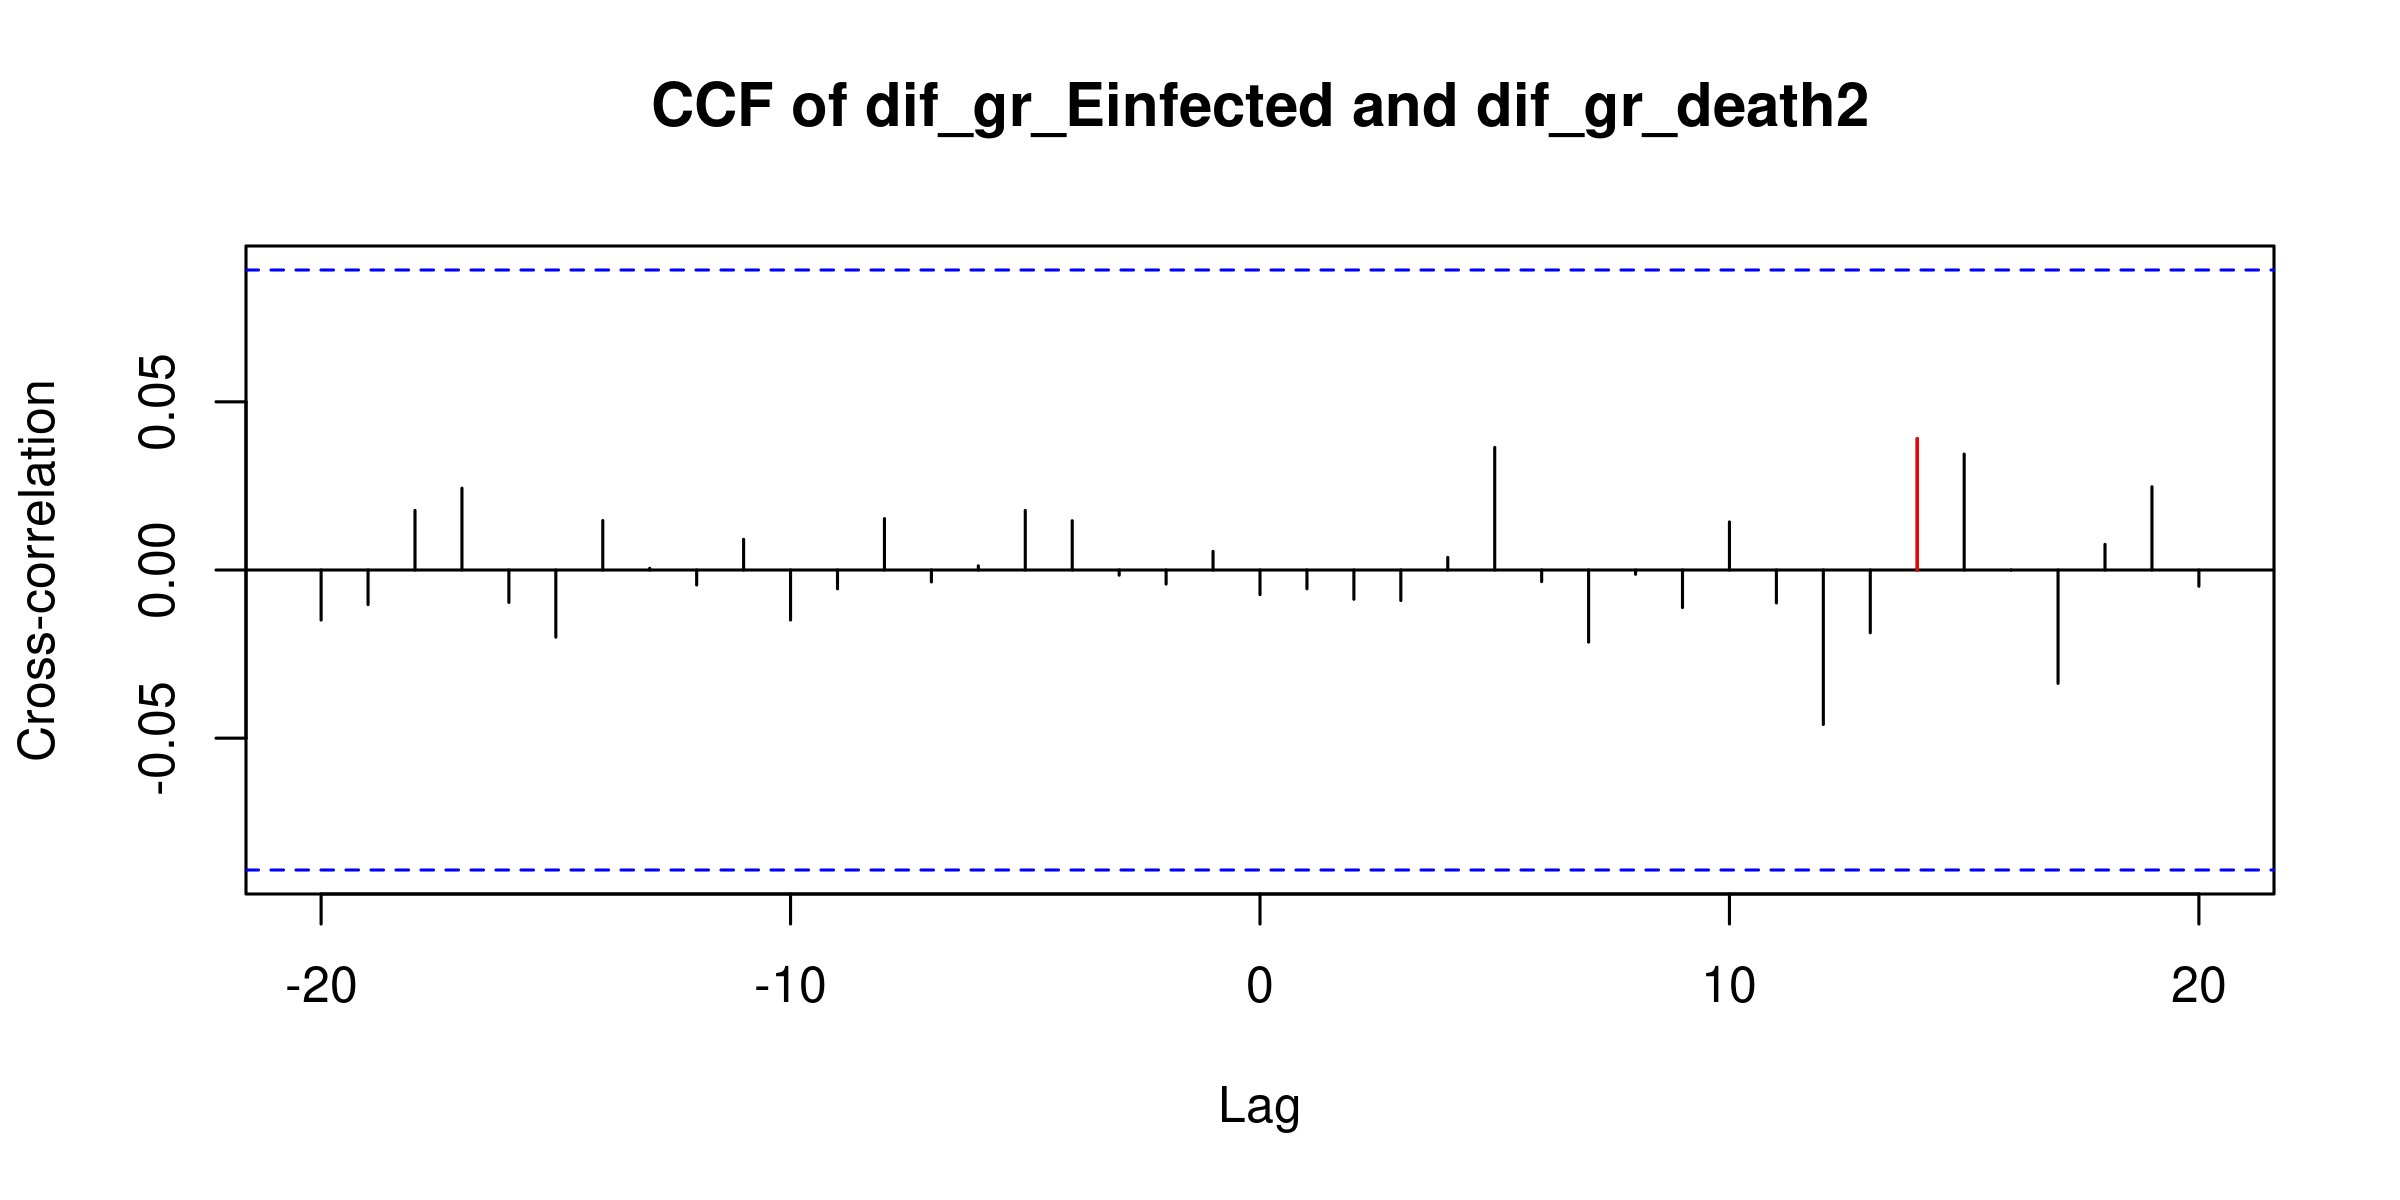 CCF of dif_gr_Einfected and dif_gr_death2
Cross-correlation
0.05
0.00
-0.05
-20 -10 0 10 20
Lag